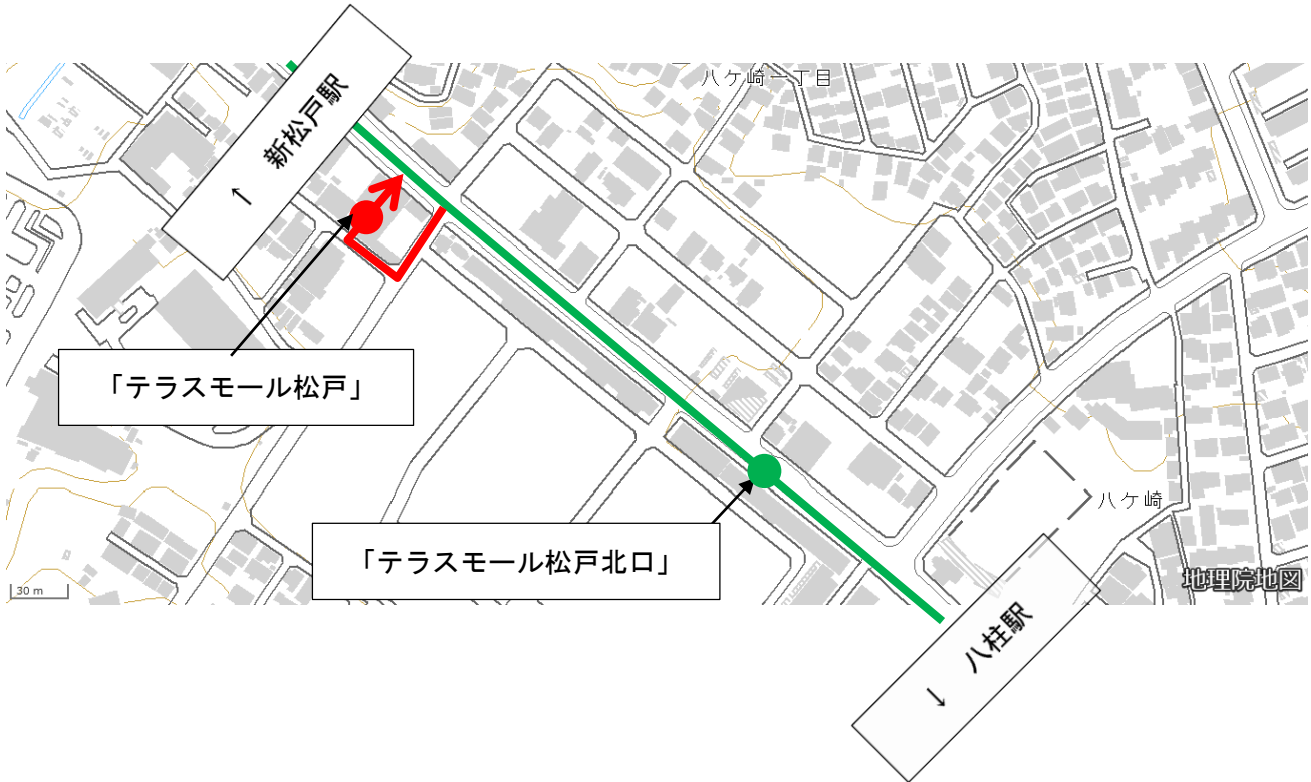 八ケ崎一丁目
↑ 新松戸駅
「テラスモール松戸」
八ケ崎
「テラスモール松戸北口」
地理院地図
30 m
↓ 八柱駅